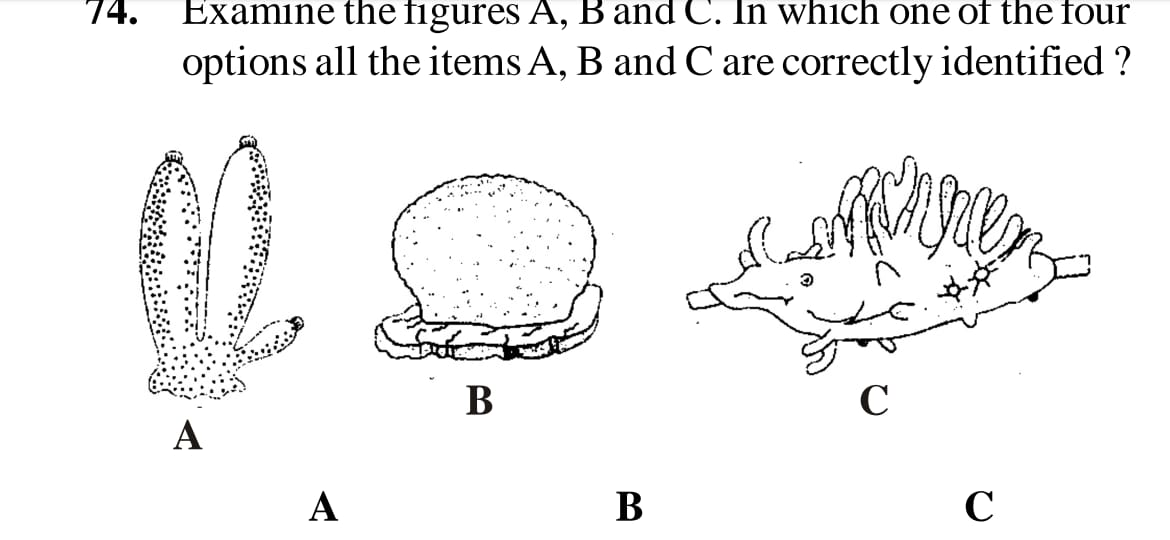 74. Examine the figures A, B and C. In which one of the four
options all the items A, B and C are correctly identified ?
B
C
A
A B C